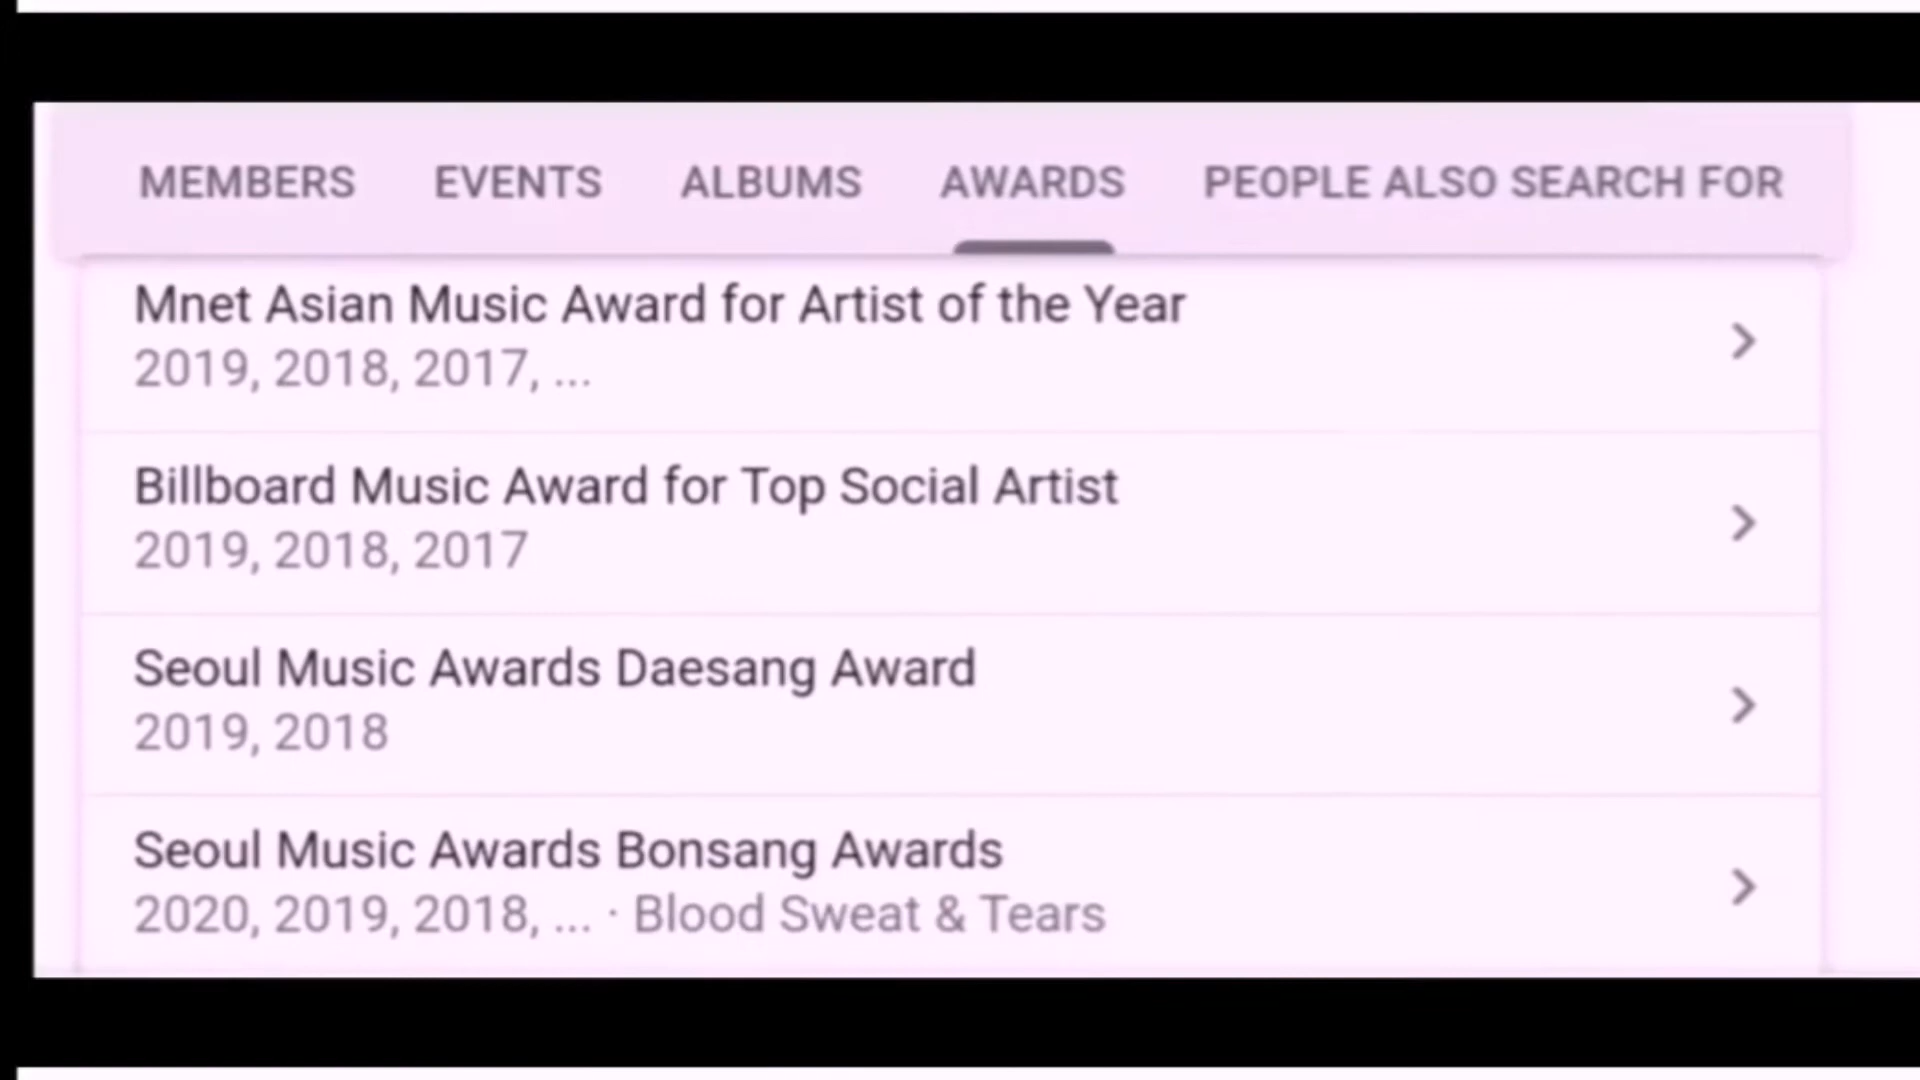 MEMBERS EVENTS ALBUMS AWARDS PEOPLE ALSO SEARCH FOR
Mnet Asian Music Award for Artist of the Year
2019, 2018, 2017, ...
Billboard Music Award for Top Social Artist
2019, 2018, 2017
Seoul Music Awards Daesang Award
2019, 2018
Seoul Music Awards Bonsang Awards
2020, 2019, 2018, ... · Blood Sweat & Tears